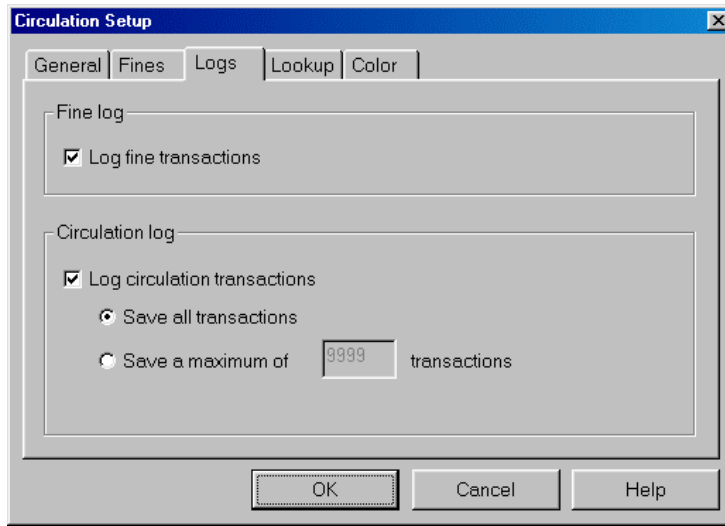 Circulation Setup
General Fines Logs Lookup Color
Fine log
Log fine transactions
Circulation log
Log circulation transactions
Save all transactions
Save a maximum of 9999 transactions
OK Cancel Help